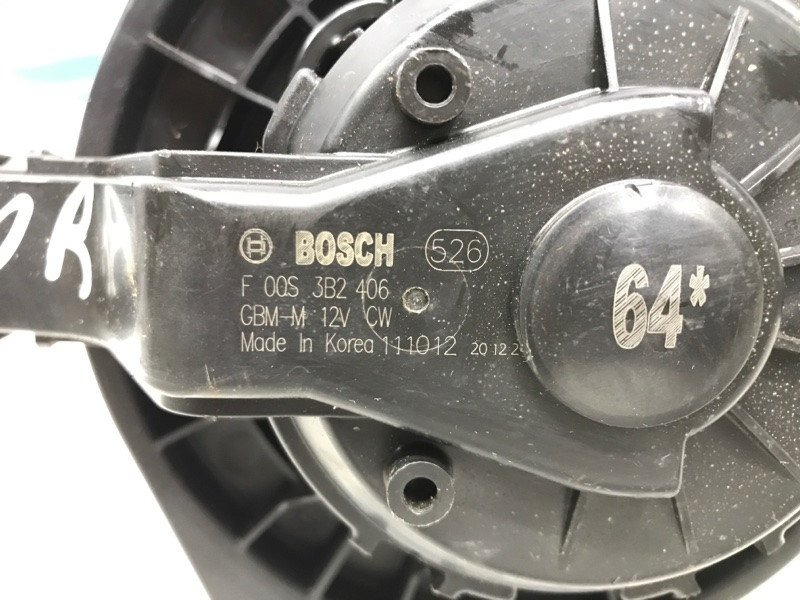 BOSCH 526
F 00S 3B2 406
GBM-M 12V CW
Made In Korea 111012 20 12 2
64*